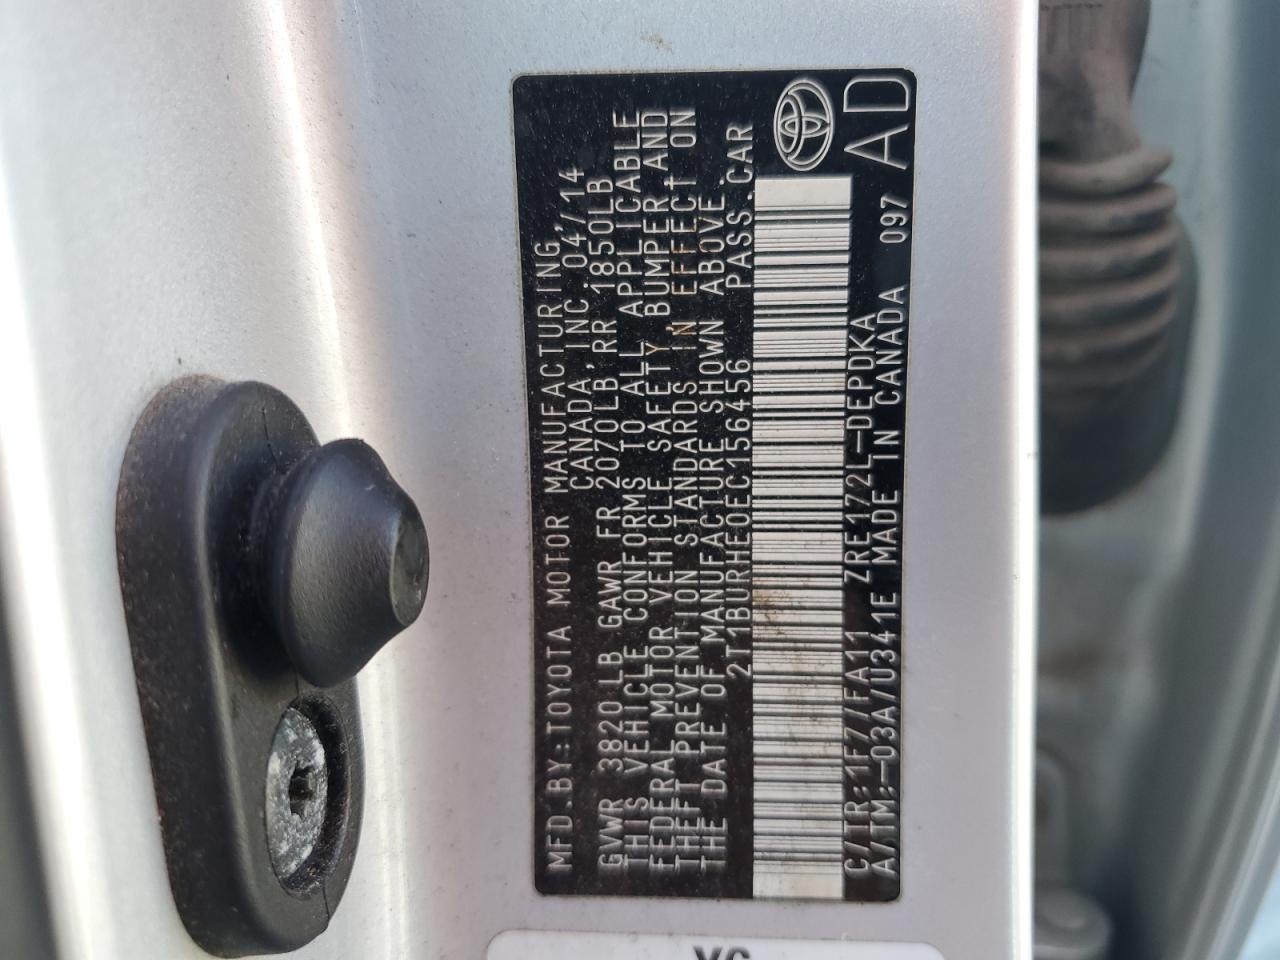 MFD.BY:TOYOTA MOTOR MANUFACTURING,
CANADA, INC. 04/14
GVWR 3820 LB GAWR FR 2070LB, RR 1850LB
THIS VEHICLE CONFORMS TO ALL APPLICABLE
FEDERAL MOTOR VEHICLE SAFETY, BUMPER, AND
THEFT PREVENTION STANDARDS IN EFFECT ON
THE DATE OF MANUFACTURE SHOWN ABOVE.
2T1BURHE0EC156456 PASS.CAR
C/TR:1F7/FA11 ZRE172L-DEPDKA
A/TM:-03A/U341E MADE IN CANADA 097
AD